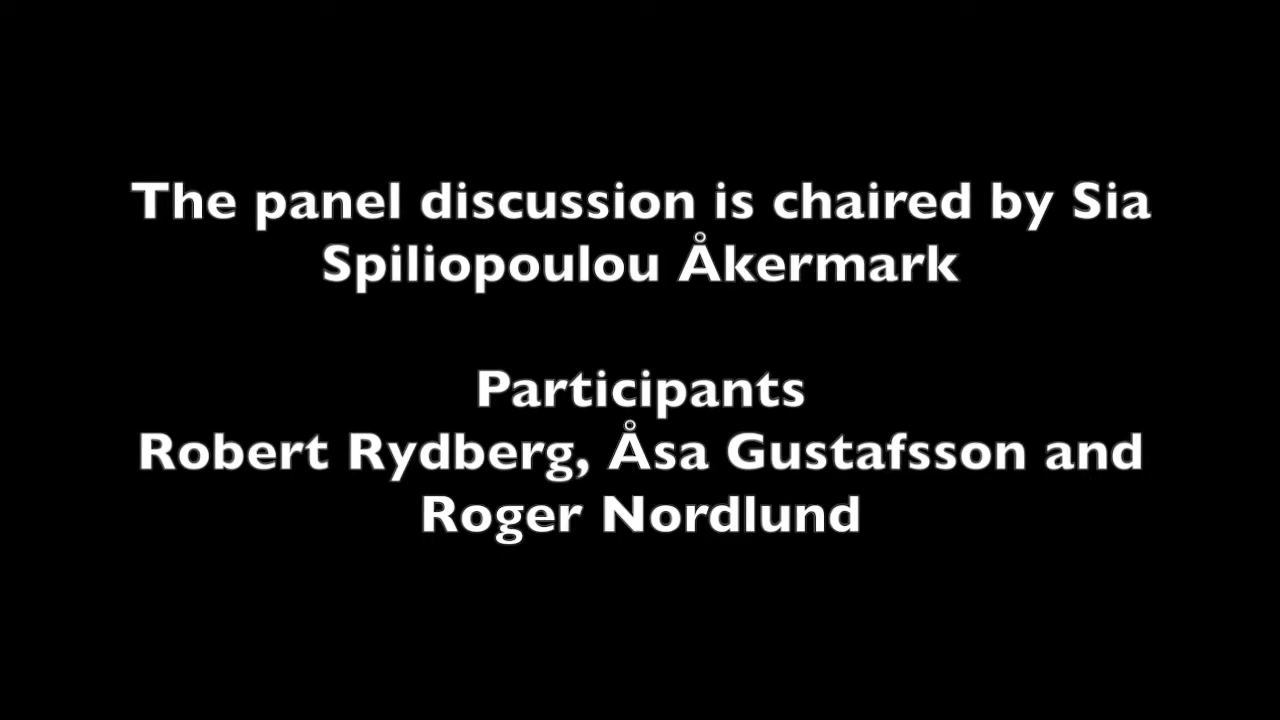 The panel discussion is chaired by Sia
Spiliopoulou Åkermark
Participants
Robert Rydberg, Åsa Gustafsson and
Roger Nordlund